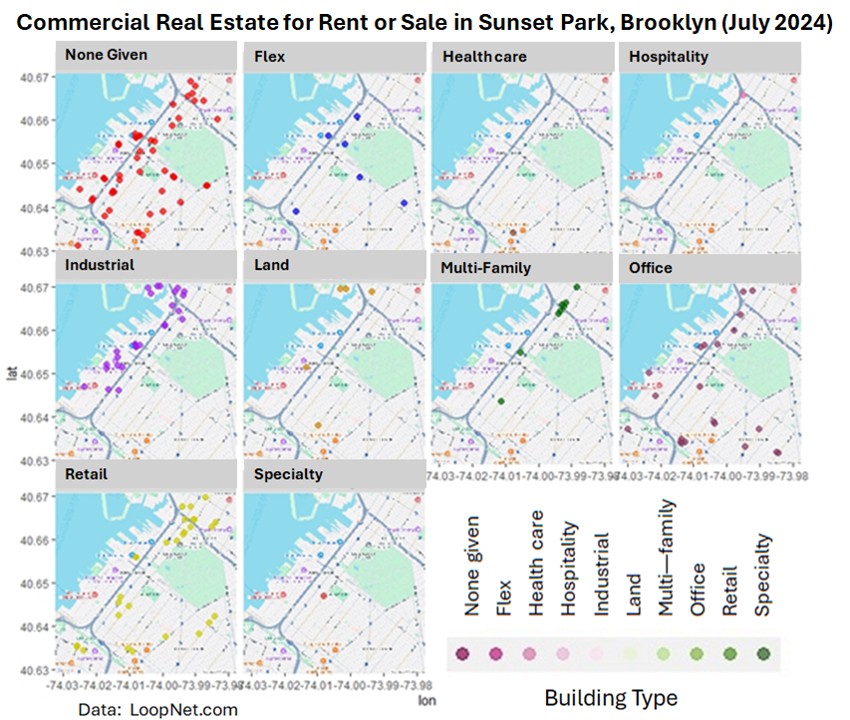 Commercial Real Estate for Rent or Sale in Sunset Park, Brooklyn (July 2024)
None Given
Flex
Health care
Hospitality
40.67
40.66
40.65
40.64
40.63
Industrial
Land
Multi-Family
Office
40.67
40.66
40.65
40.64
40.63
lat
-74.03 -74.02 -74.01 -74.00 -73.99 -73.98
-74.03 -74.02 -74.01 -74.00 -73.99 -73.98
Retail
Specialty
40.67
40.66
40.65
40.64
40.63
-74.03 -74.02 -74.01 -74.00 -73.99 -73.98
-74.03 -74.02 -74.01 -74.00 -73.99 -73.98
lon
None given
Flex
Health care
Hospitality
Industrial
Land
Multi—family
Office
Retail
Specialty
Building Type
Data: LoopNet.com